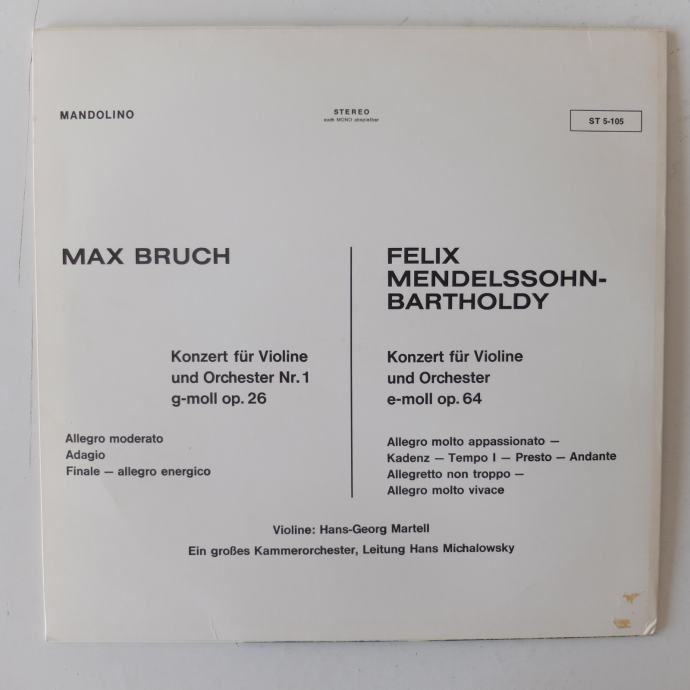 MANDOLINO
STEREO
auch MONO abspielbar
ST 5-105
MAX BRUCH
Konzert für Violine
und Orchester Nr. 1
g-moll op. 26
Allegro moderato
Adagio
Finale — allegro energico
FELIX
MENDELSSOHN-
BARTHOLDY
Konzert für Violine
und Orchester
e-moll op. 64
Allegro molto appassionato —
Kadenz — Tempo I — Presto — Andante
Allegretto non troppo —
Allegro molto vivace
Violine: Hans-Georg Martell
Ein großes Kammerorchester, Leitung Hans Michalowsky